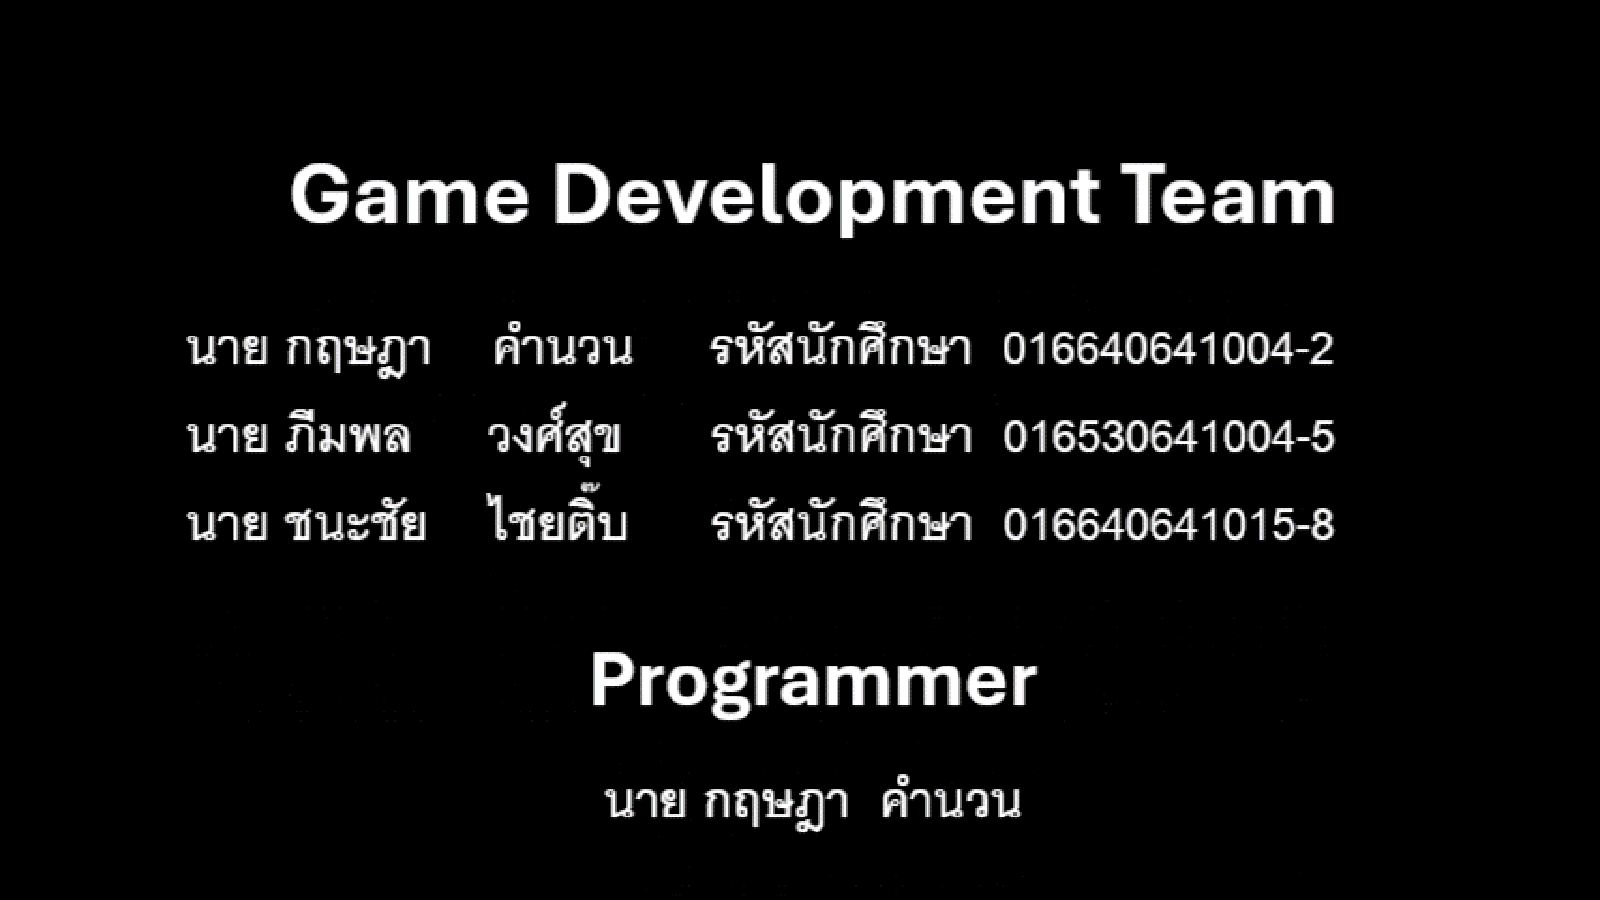 Game Development Team
นาย กฤษฎา คำนวน รหัสนักศึกษา 016640641004-2
นาย ภีมพล วงศ์สุข รหัสนักศึกษา 016530641004-5
นาย ชนะชัย ไชยติ๊บ รหัสนักศึกษา 016640641015-8
Programmer
นาย กฤษฎา คำนวน